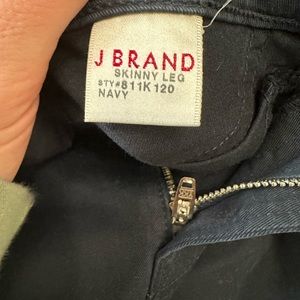 J BRAND
SKINNY LEG
STY#811K120
NAVY